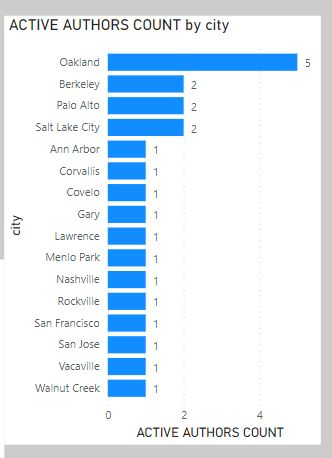 ACTIVE AUTHORS COUNT by city
Oakland 5
Berkeley 2
Palo Alto 2
Salt Lake City 2
Ann Arbor 1
Corvallis 1
Covelo 1
Gary 1
Lawrence 1
Menlo Park 1
Nashville 1
Rockville 1
San Francisco 1
San Jose 1
Vacaville 1
Walnut Creek 1
city
0 2 4
ACTIVE AUTHORS COUNT